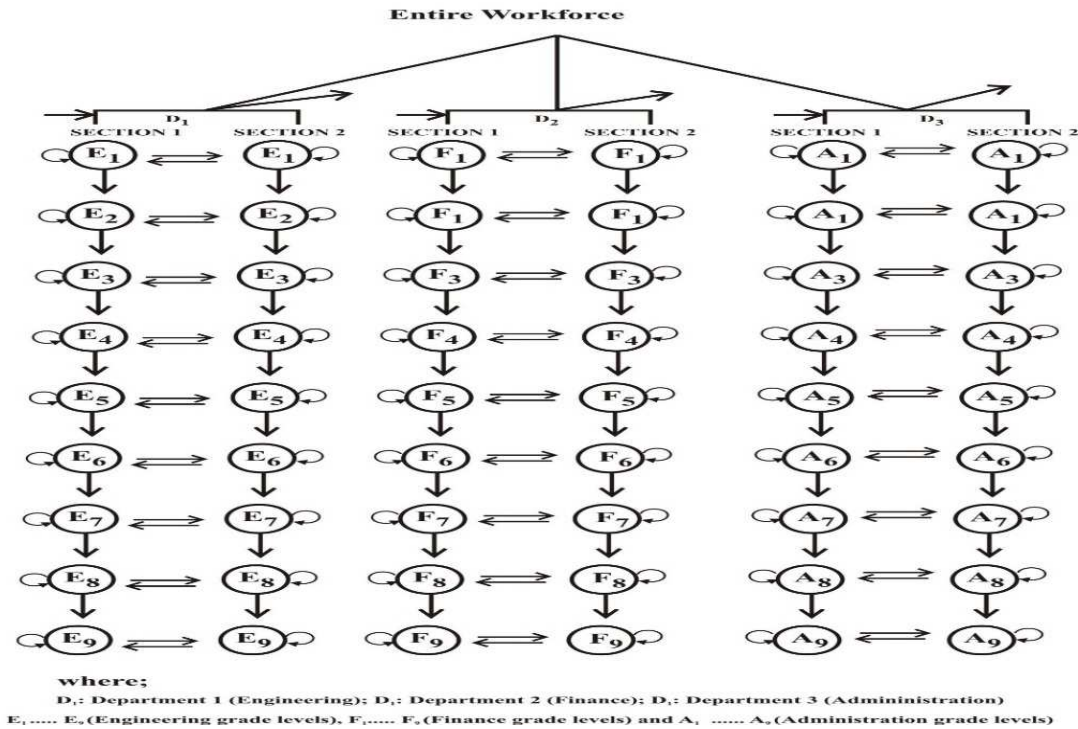 Entire Workforce
D₁ D₂ D₃
SECTION 1 SECTION 2 SECTION 1 SECTION 2 SECTION 1 SECTION 2
E₁ E₁ F₁ F₁ A₁ A₁
E₂ E₂ F₁ F₁ A₁ A₁
E₃ E₃ F₃ F₃ A₃ A₃
E₄ E₄ F₄ F₄ A₄ A₄
E₅ E₅ F₅ F₅ A₅ A₅
E₆ E₆ F₆ F₆ A₆ A₆
E₇ E₇ F₇ F₇ A₇ A₇
E₈ E₈ F₈ F₈ A₈ A₈
E₉ E₉ F₉ F₉ A₉ A₉
where;
D₁: Department 1 (Engineering); D₁: Department 2 (Finance); D₁: Department 3 (Admininistration)
E₁ ..... E₉(Engineering grade levels), F₁..... F₉(Finance grade levels) and A₁ ...... A₉(Administration grade levels)